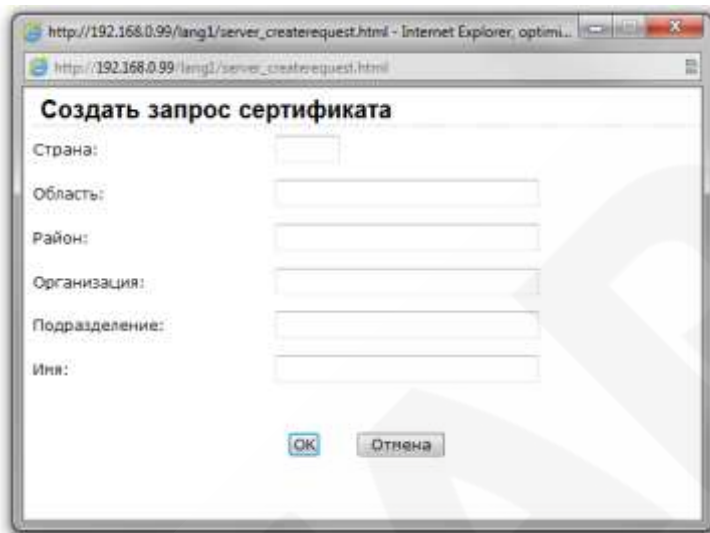 http://192.168.0.99/lang1/server_createrequest.html - Internet Explorer, optimi...
http://192.168.0.99/lang1/server_createrequest.html
Создать запрос сертификата
Страна:
Область:
Район:
Организация:
Подразделение:
Имя:
OK Отмена